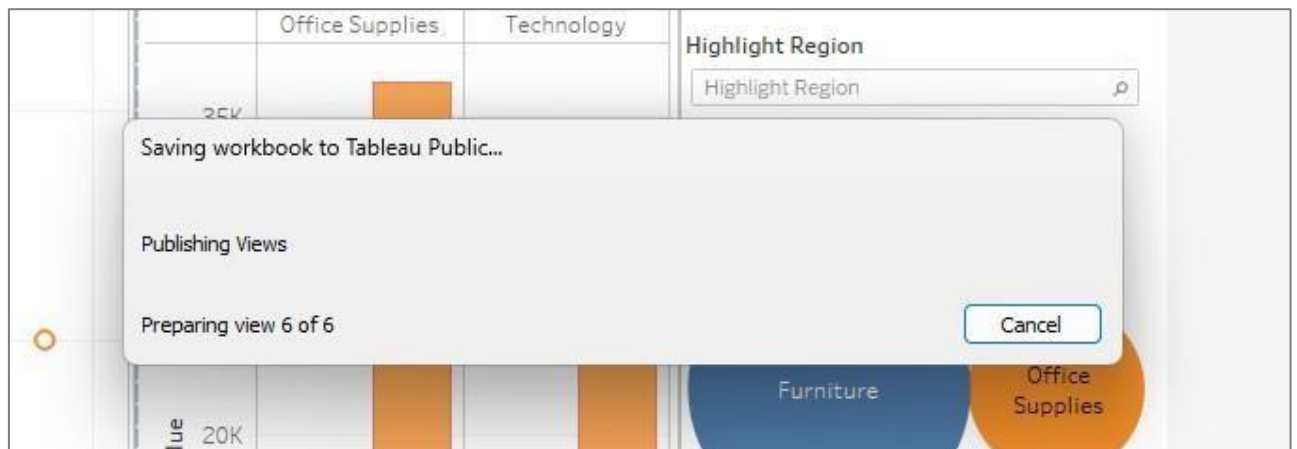 Office Supplies
Technology
Highlight Region
Highlight Region
35K
Saving workbook to Tableau Public...
Publishing Views
Preparing view 6 of 6
Cancel
Furniture
Office
Supplies
20K